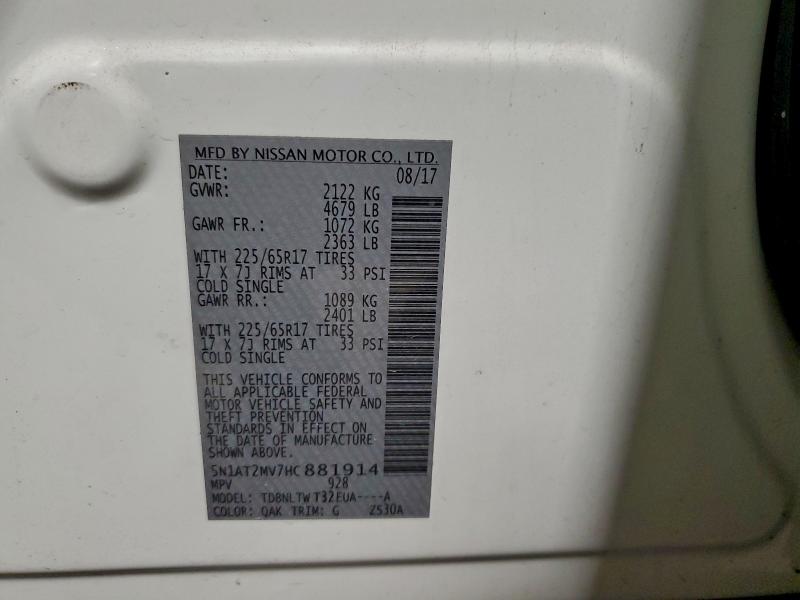 MFD BY NISSAN MOTOR CO., LTD.
DATE: 08/17
GVWR: 2122 KG
4679 LB
GAWR FR.: 1072 KG
2363 LB
WITH 225/65R17 TIRES
17 X 7J RIMS AT 33 PSI
COLD SINGLE
GAWR RR.: 1089 KG
2401 LB
WITH 225/65R17 TIRES
17 X 7J RIMS AT 33 PSI
COLD SINGLE
THIS VEHICLE CONFORMS TO
ALL APPLICABLE FEDERAL
MOTOR VEHICLE SAFETY AND
THEFT PREVENTION
STANDARDS IN EFFECT ON
THE DATE OF MANUFACTURE
SHOWN ABOVE.
5N1AT2MV7HC881914
MPV 928
MODEL: TDBNLTW T32EUA----A
COLOR: QAK TRIM: G Z530A